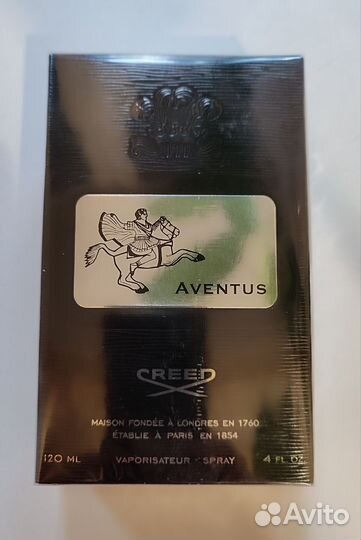 AVENTUS
CREED
MAISON FONDÉE À LONDRES EN 1760
ÉTABLIE À PARIS EN 1854
120 ML VAPORISATEUR - SPRAY 4 FL OZ
Avito